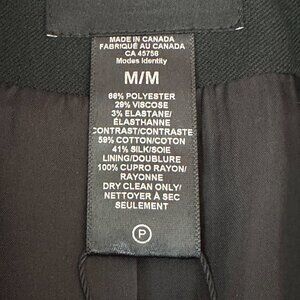 MADE IN CANADA
FABRIQUÉ AU CANADA
CA 45758
Modes Identity
M/M
68% POLYESTER
29% VISCOSE
3% ELASTANE/
ÉLASTHANNE
CONTRAST/CONTRASTE
59% COTTON/COTON
41% SILK/SOIE
LINING/DOUBLURE
100% CUPRO RAYON/
RAYONNE
DRY CLEAN ONLY/
NETTOYER À SEC
SEULEMENT
P